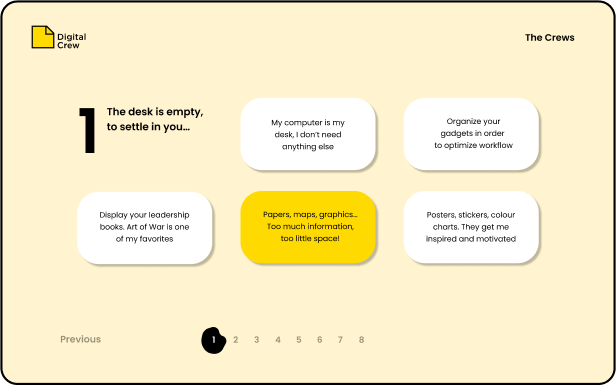 Digital
Crew
The Crews
1
The desk is empty,
to settle in you...
My computer is my
desk, I don't need
anything else
Organize your
gadgets in order
to optimize workflow
Display your leadership
books. Art of War is one
of my favorites
Papers, maps, graphics...
Too much information,
too little space!
Posters, stickers, colour
charts. They get me
inspired and motivated
Previous 1 2 3 4 5 6 7 8